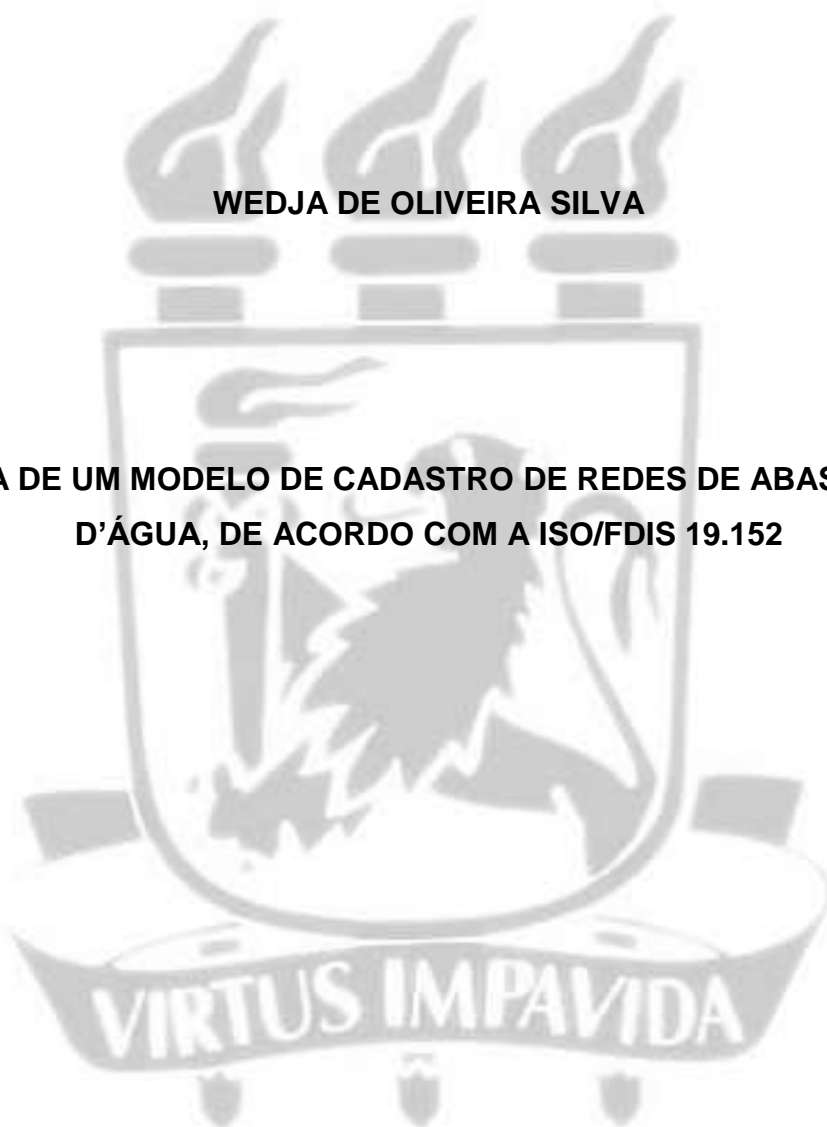 WEDJA DE OLIVEIRA SILVA
A DE UM MODELO DE CADASTRO DE REDES DE ABAS
D’ÁGUA, DE ACORDO COM A ISO/FDIS 19.152
VIRTUS IMPAVIDA